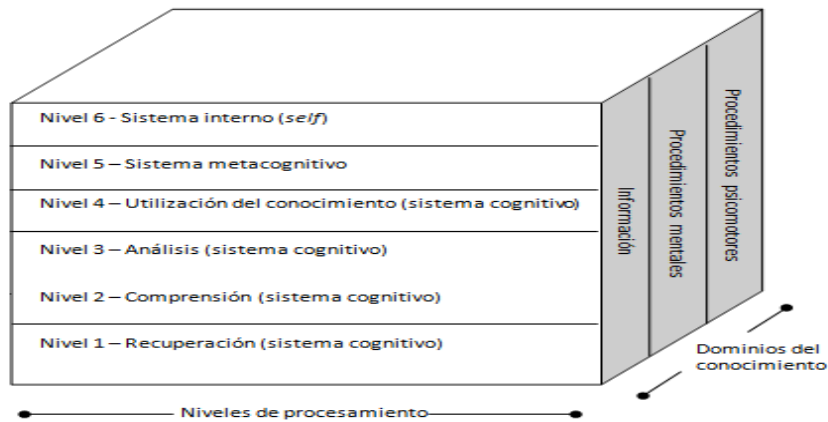 Nivel 6 - Sistema interno (self)
Nivel 5 – Sistema metacognitivo
Nivel 4 – Utilización del conocimiento (sistema cognitivo)
Nivel 3 – Análisis (sistema cognitivo)
Nivel 2 – Comprensión (sistema cognitivo)
Nivel 1 – Recuperación (sistema cognitivo)
Información
Procedimientos mentales
Procedimientos psicomotores
Dominios del
conocimiento
Niveles de procesamiento